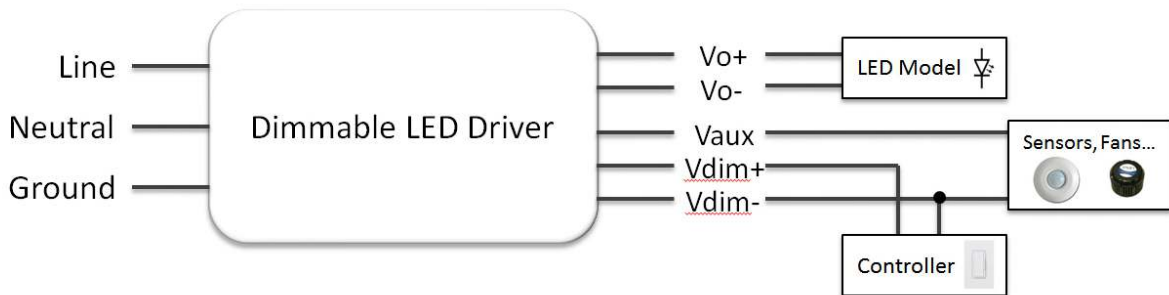 Line
Neutral
Ground
Dimmable LED Driver
Vo+
Vo-
Vaux
Vdim+
Vdim-
LED Model
Sensors, Fans...
Controller